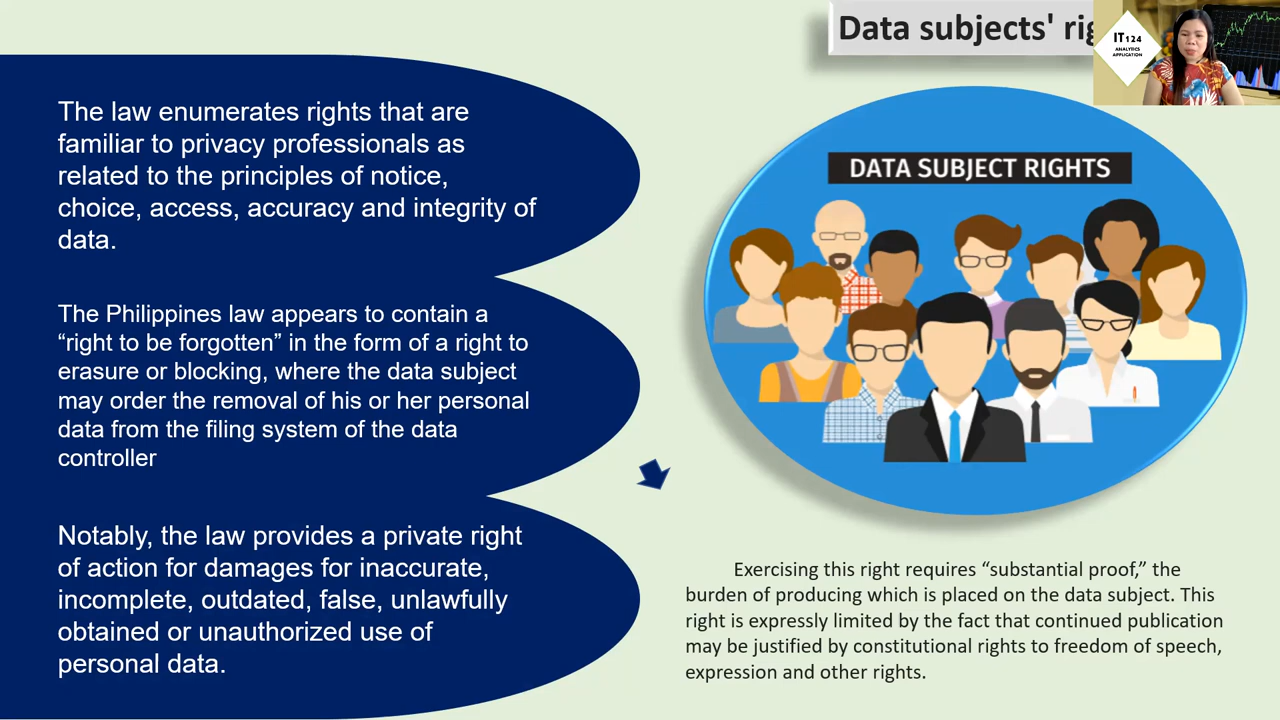 Data subjects' rig
IT 124
ANALYTICS
APPLICATION
The law enumerates rights that are
familiar to privacy professionals as
related to the principles of notice,
choice, access, accuracy and integrity of
data.
The Philippines law appears to contain a
“right to be forgotten” in the form of a right to
erasure or blocking, where the data subject
may order the removal of his or her personal
data from the filing system of the data
controller
Notably, the law provides a private right
of action for damages for inaccurate,
incomplete, outdated, false, unlawfully
obtained or unauthorized use of
personal data.
DATA SUBJECT RIGHTS
Exercising this right requires “substantial proof,” the
burden of producing which is placed on the data subject. This
right is expressly limited by the fact that continued publication
may be justified by constitutional rights to freedom of speech,
expression and other rights.